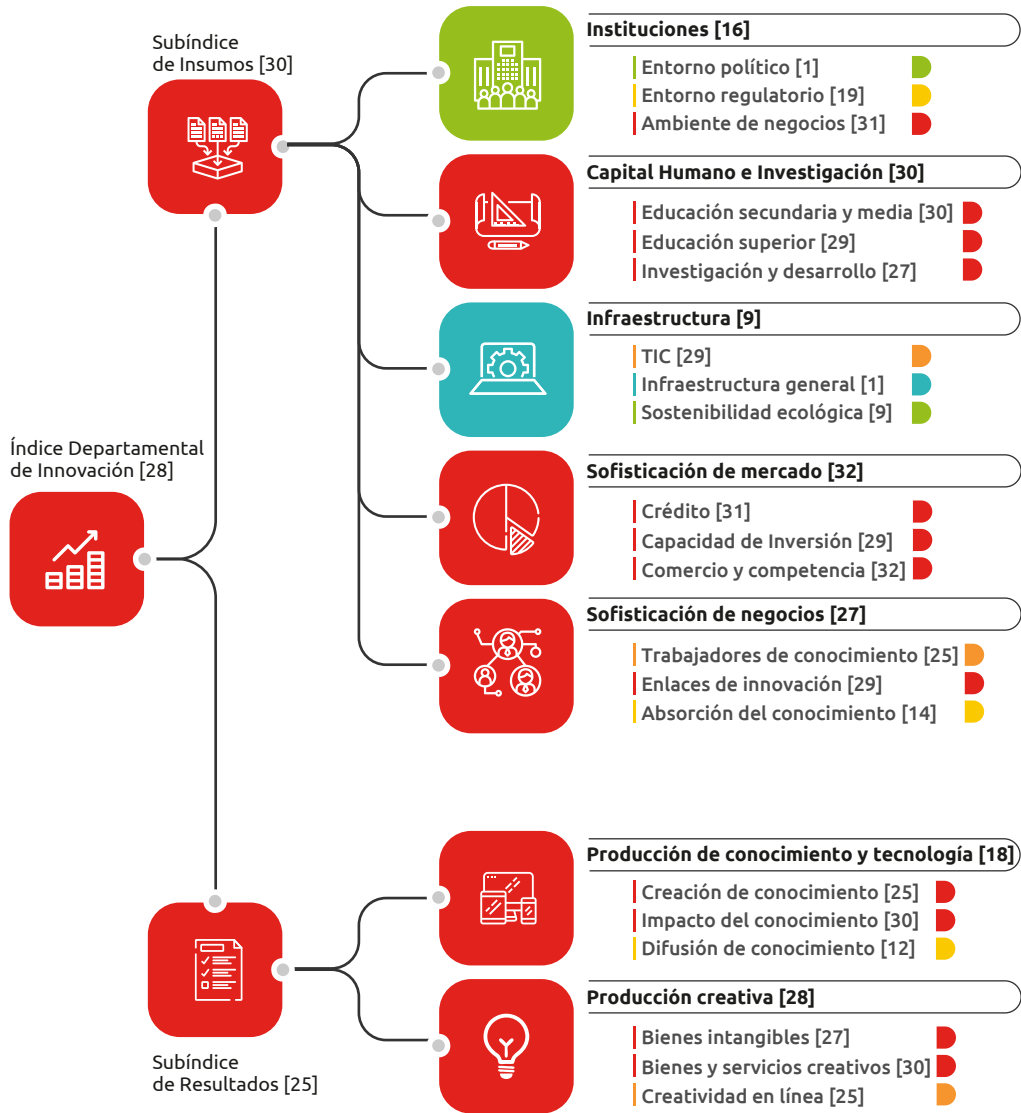 Subíndice
de Insumos [30]
Instituciones [16]
Entorno político [1]
Entorno regulatorio [19]
Ambiente de negocios [31]
Capital Humano e Investigación [30]
Educación secundaria y media [30]
Educación superior [29]
Investigación y desarrollo [27]
Infraestructura [9]
TIC [29]
Infraestructura general [1]
Sostenibilidad ecológica [9]
Índice Departamental
de Innovación [28]
Sofisticación de mercado [32]
Crédito [31]
Capacidad de Inversión [29]
Comercio y competencia [32]
Sofisticación de negocios [27]
Trabajadores de conocimiento [25]
Enlaces de innovación [29]
Absorción del conocimiento [14]
Producción de conocimiento y tecnología [18]
Creación de conocimiento [25]
Impacto del conocimiento [30]
Difusión de conocimiento [12]
Producción creativa [28]
Bienes intangibles [27]
Bienes y servicios creativos [30]
Creatividad en línea [25]
Subíndice
de Resultados [25]